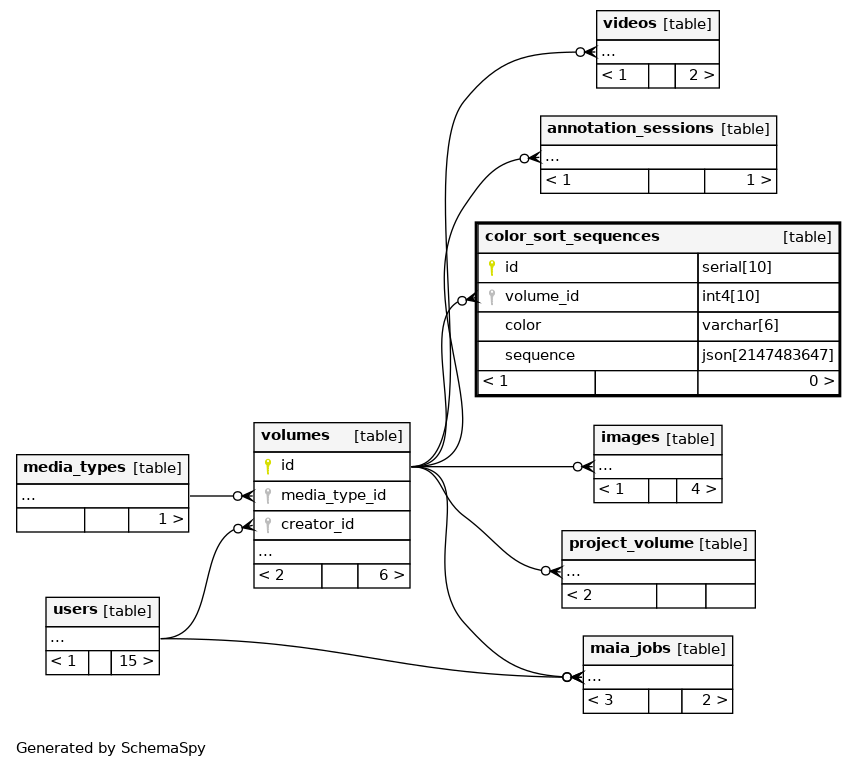 videos [table]
...
< 1 2 >
annotation_sessions [table]
...
< 1 1 >
color_sort_sequences [table]
id serial[10]
volume_id int4[10]
color varchar[6]
sequence json[2147483647]
< 1 0 >
volumes [table]
id
media_type_id
creator_id
...
< 2 6 >
images [table]
...
< 1 4 >
media_types [table]
...
1 >
project_volume [table]
...
< 2
users [table]
...
< 1 15 >
maia_jobs [table]
...
< 3 2 >
Generated by SchemaSpy